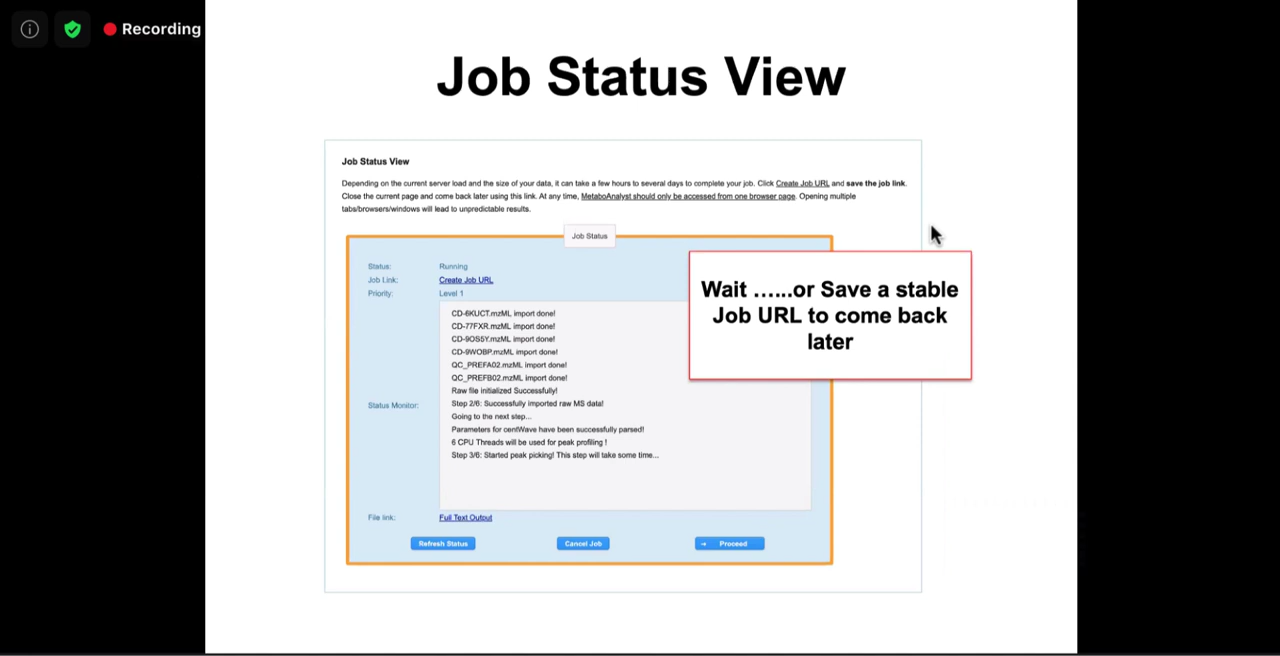 Recording
Job Status View
Job Status View
Depending on the current server load and the size of your data, it can take a few hours to several days to complete your job. Click Create Job URL and save the job link.
Close the current page and come back later using this link. At any time, MetaboAnalyst should only be accessed from one browser page. Opening multiple
tabs/browsers/windows will lead to unpredictable results.
Job Status
Status: Running
Job Link: Create Job URL
Priority: Level 1
Wait ......or Save a stable
Job URL to come back
later
CD-6KUCT.mzML import done!
CD-77FXR.mzML import done!
CD-9OS5Y.mzML import done!
CD-9WOBP.mzML import done!
QC_PREFA02.mzML import done!
QC_PREFB02.mzML import done!
Raw file initialized Successfully!
Status Monitor:
Step 2/6: Successfully imported raw MS data!
Going to the next step...
Parameters for centWave have been successfully parsed!
6 CPU Threads will be used for peak profiling !
Step 3/6: Started peak picking! This step will take some time...
File link: Full Text Output
Refresh Status
Cancel Job
Proceed